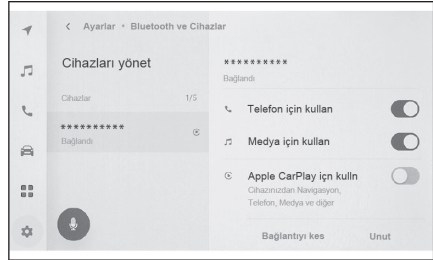 < Ayarlar • Bluetooth ve Cihazlar
Cihazları yönet
Cihazlar 1/5
**********
Bağlandı
**********
Bağlandı
Telefon için kullan
Medya için kullan
Apple CarPlay içn kulln
Cihazınızdan Navigasyon,
Telefon, Medya ve diğer
Bağlantıyı kes Unut